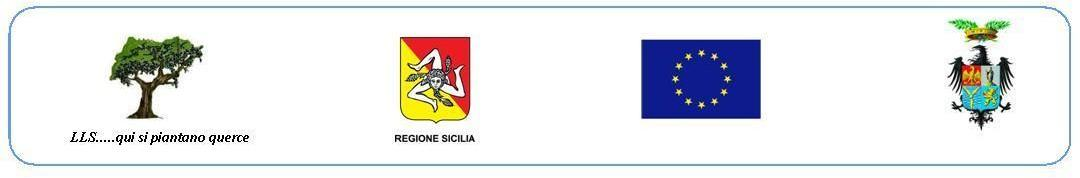 LLS.....qui si piantano querce
REGIONE SICILIA